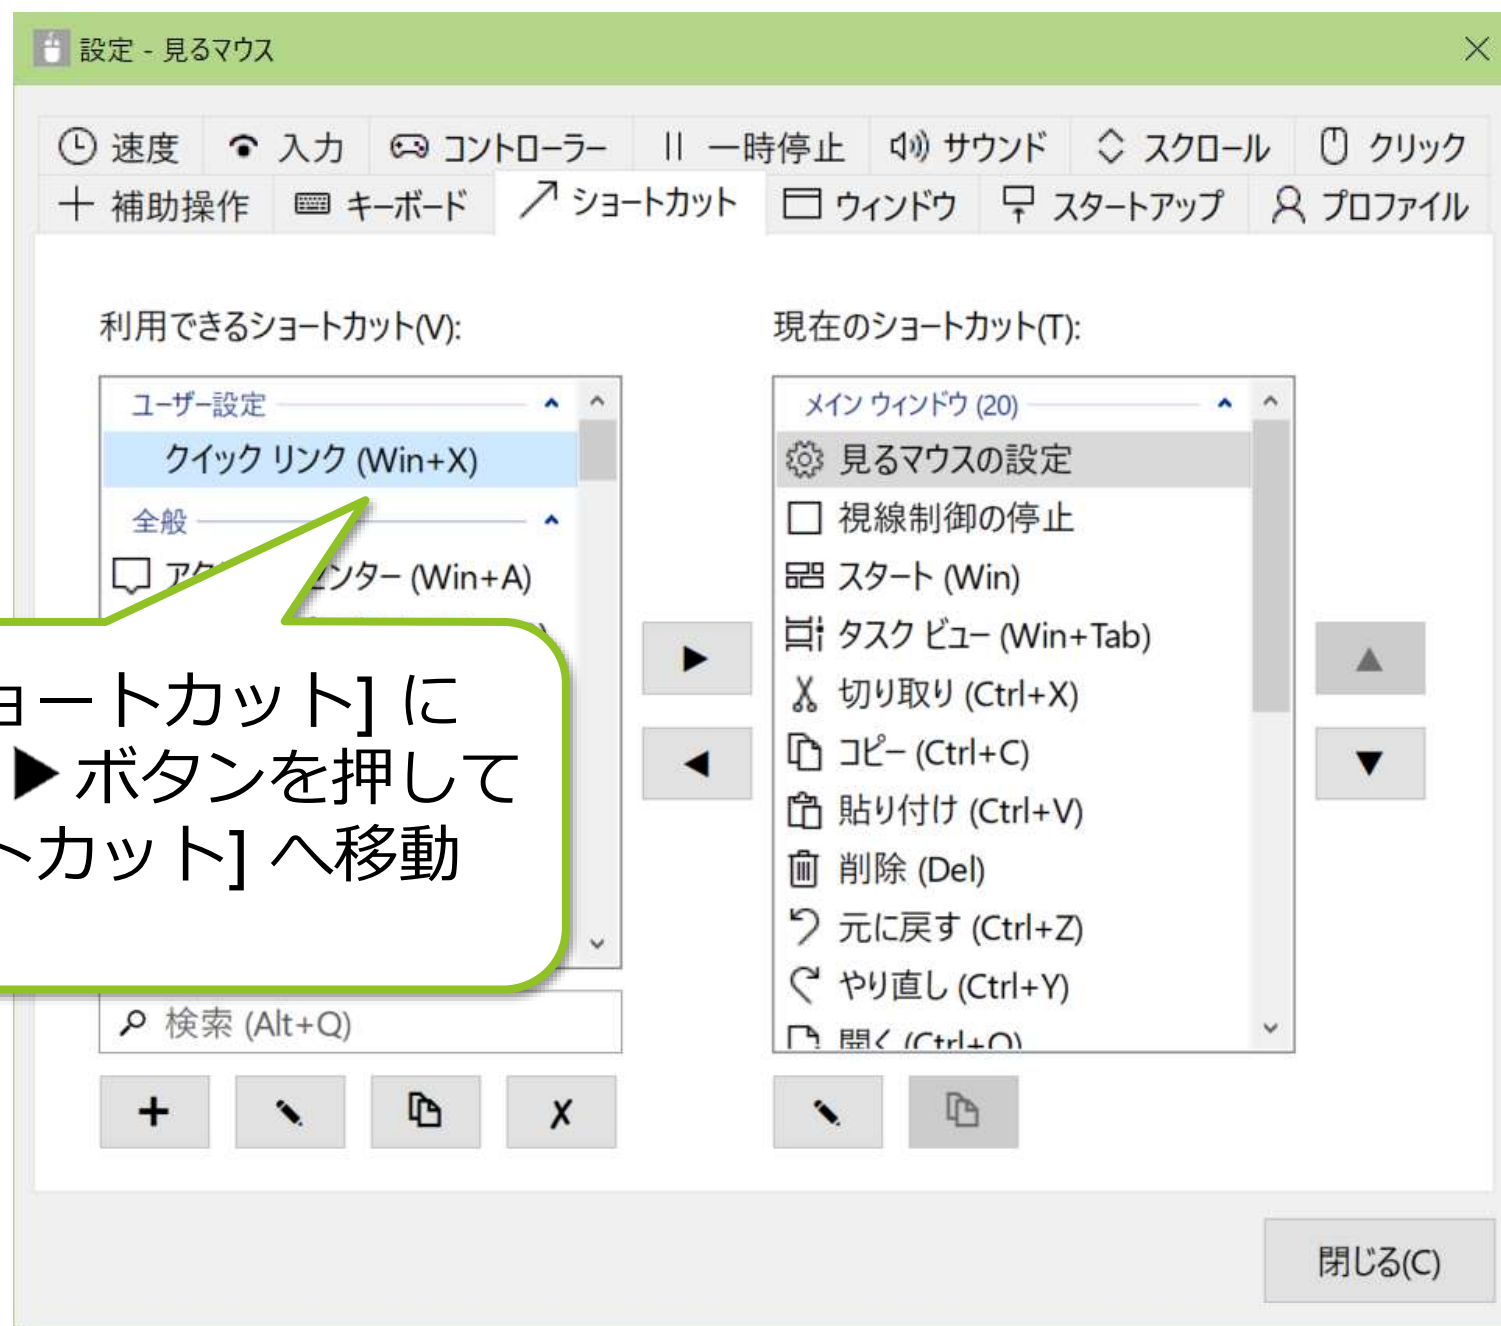 設定 - 見るマウス
速度 入力 コントローラー 一時停止 サウンド スクロール クリック
補助操作 キーボード ショートカット ウィンドウ スタートアップ プロファイル
利用できるショートカット(V):
ユーザー設定
クイック リンク (Win+X)
全般
ンター (Win+A)
ョートカット] に
▶ ボタンを押して
トカット] へ移動
検索 (Alt+Q)
現在のショートカット(T):
メイン ウィンドウ (20)
見るマウスの設定
視線制御の停止
スタート (Win)
タスク ビュー (Win+Tab)
切り取り (Ctrl+X)
コピー (Ctrl+C)
貼り付け (Ctrl+V)
削除 (Del)
元に戻す (Ctrl+Z)
やり直し (Ctrl+Y)
開く (Ctrl+O)
閉じる(C)